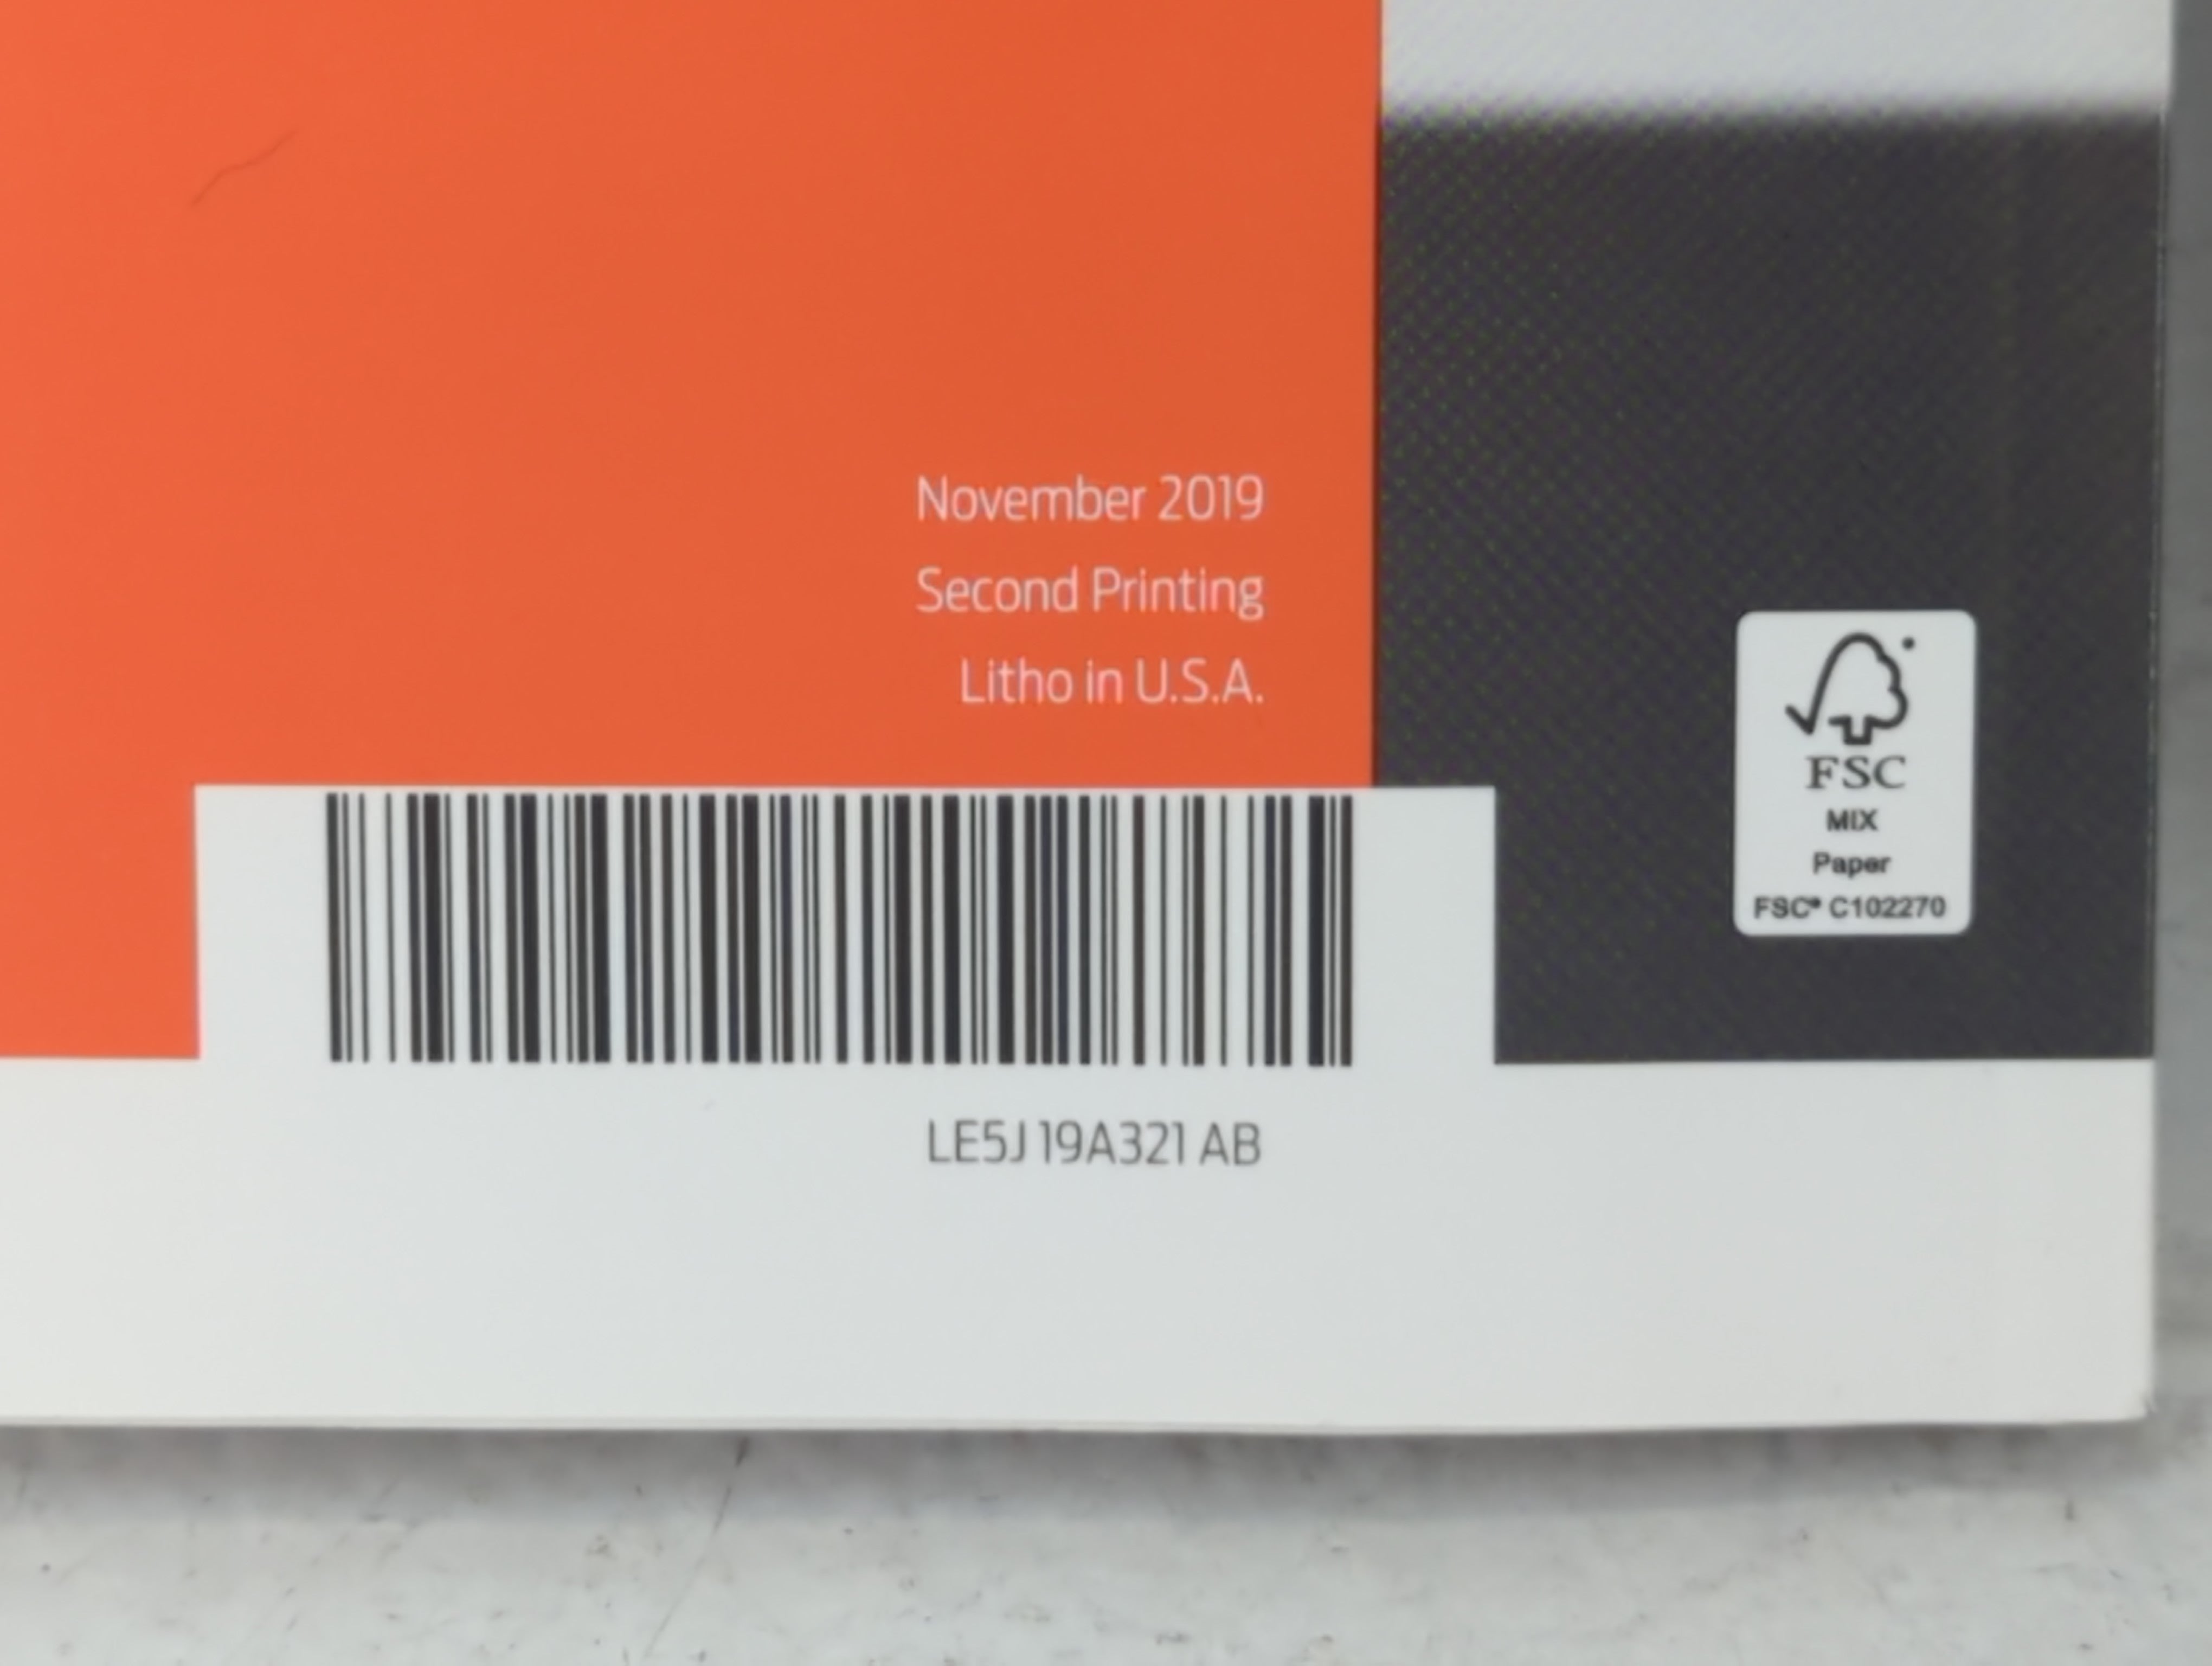 November 2019
Second Printing
Litho in U.S.A.
FSC
MIX
Paper
FSC® C102270
LE5J 19A321 AB